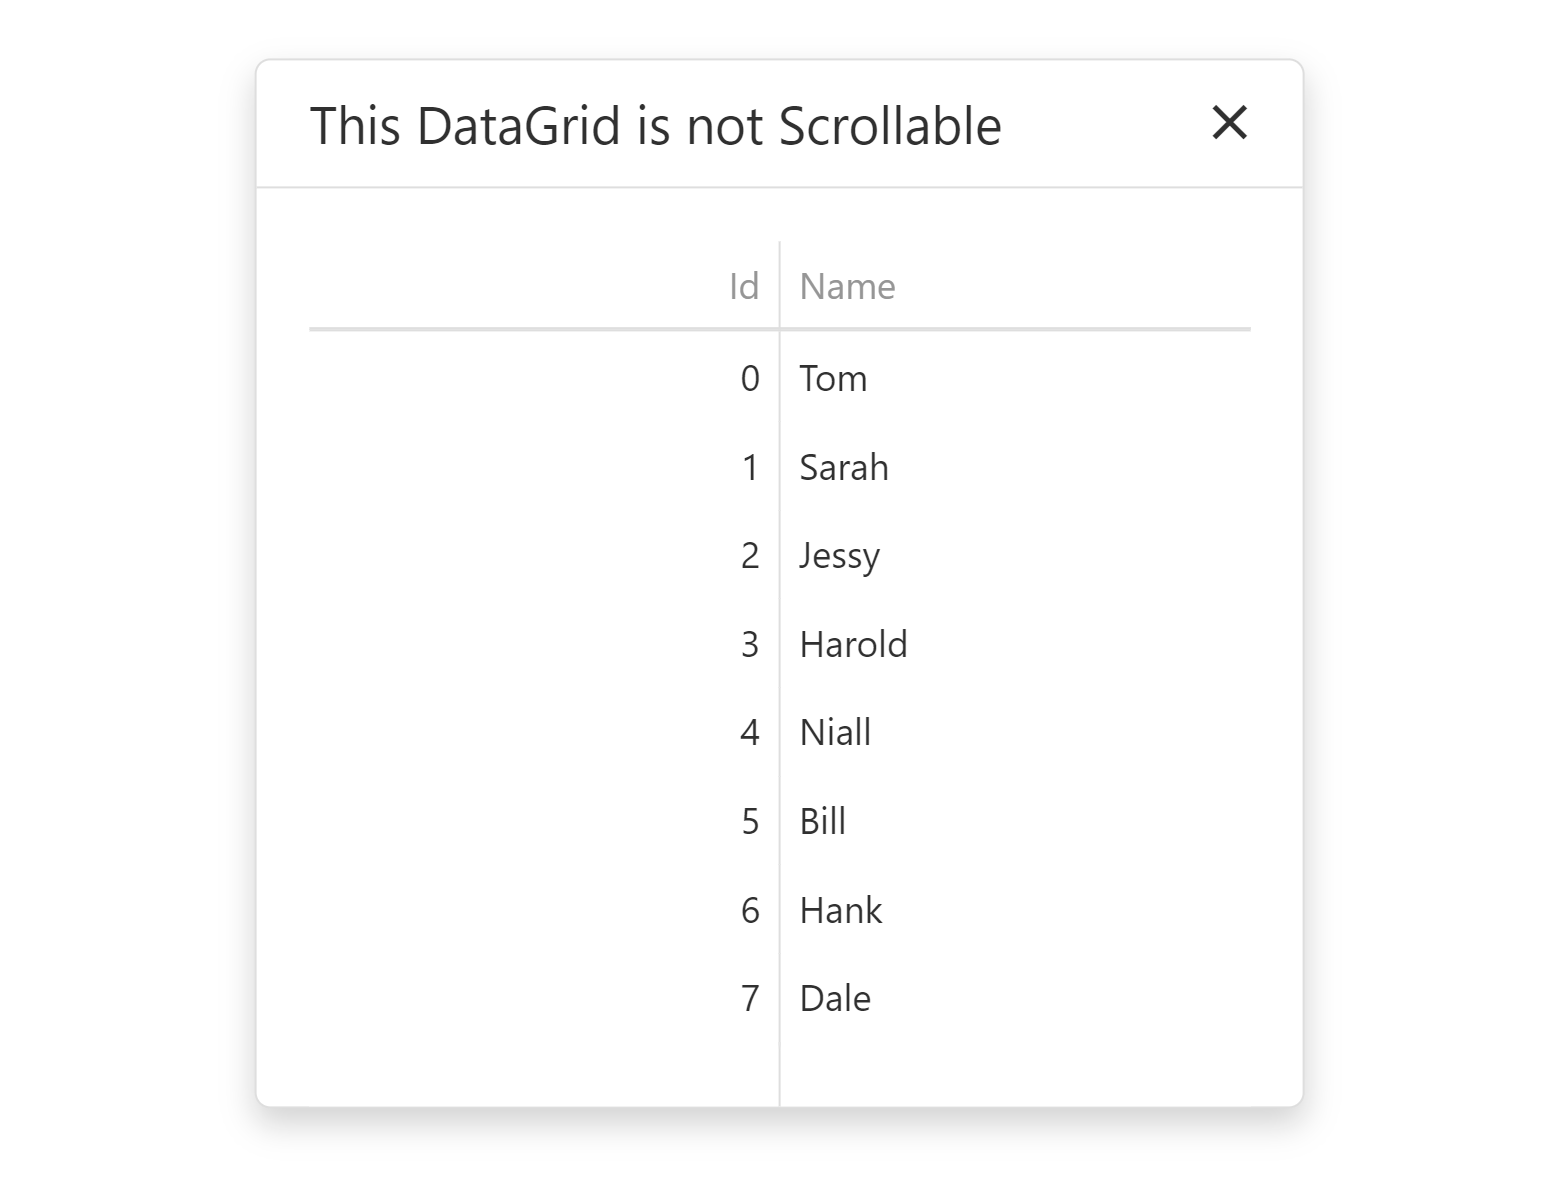 This DataGrid is not Scrollable
Id Name
0 Tom
1 Sarah
2 Jessy
3 Harold
4 Niall
5 Bill
6 Hank
7 Dale